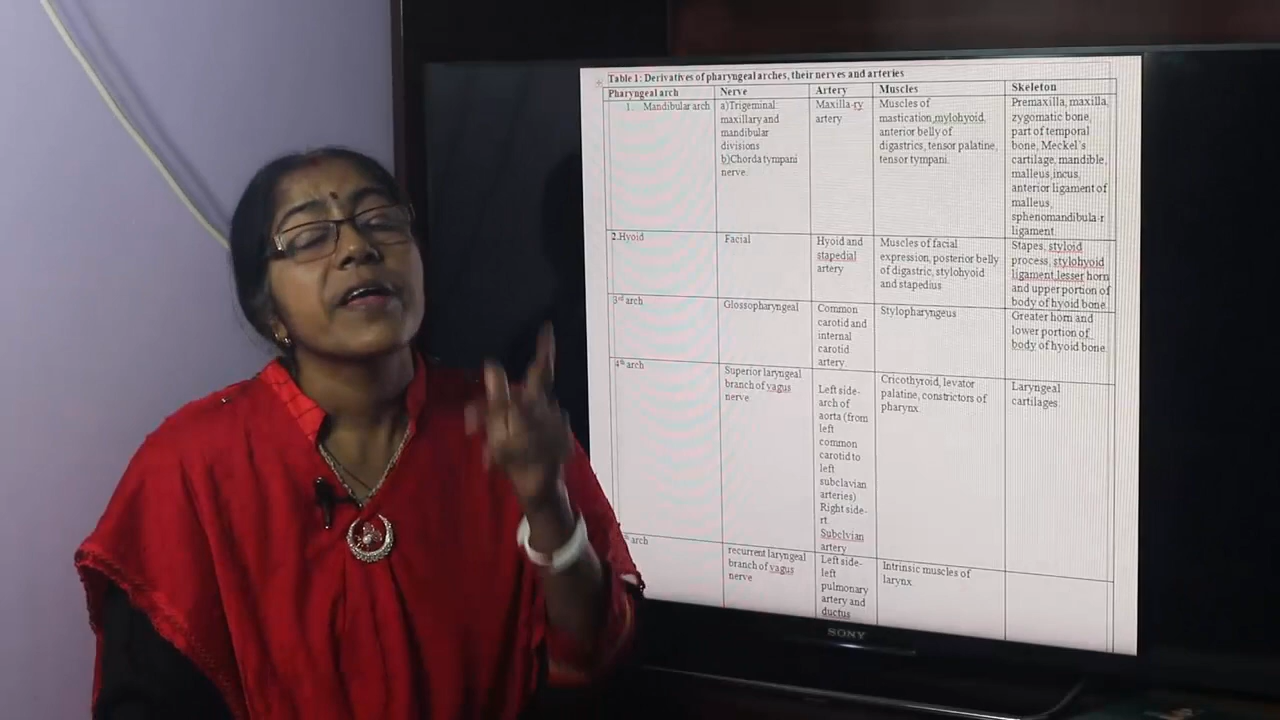 Table 1: Derivatives of pharyngeal arches, their nerves and arteries
Pharyngeal arch
Nerve
Artery
Muscles
Skeleton
1. Mandibular arch
a)Trigeminal
maxillary and
mandibular
divisions
b)Chorda tympani
nerve.
Maxilla-ry
artery
Muscles of
mastication,mylohyoid,
anterior belly of
digastrics, tensor palatine,
tensor tympani.
Premaxilla, maxilla,
zygomatic bone,
part of temporal
bone, Meckel's
cartilage, mandible,
malleus,incus,
anterior ligament of
malleus,
sphenomandibula-r
ligament
2.Hyoid
Facial
Hyoid and
stapedial
artery
Muscles of facial
expression, posterior belly
of digastric, stylohyoid
and stapedius
Stapes, styloid
process, stylohyoid
ligament,lesser horn
and upper portion of
body of hyoid bone.
3rd arch
Glossopharyngeal
Common
carotid and
internal
carotid
artery.
Stylopharyngeus
Greater horn and
lower portion of
body of hyoid bone.
4th arch
Superior laryngeal
branch of vagus
nerve
Left side-
arch of
aorta (from
left
common
carotid to
left
subclavian
arteries)
Right side-
rt.
Subclvian
artery
Cricothyroid, levator
palatine, constrictors of
pharynx.
Laryngeal
cartilages.
arch
recurrent laryngeal
branch of vagus
nerve
Left side-
left
pulmonary
artery and
ductus
Intrinsic muscles of
larynx.
SONY